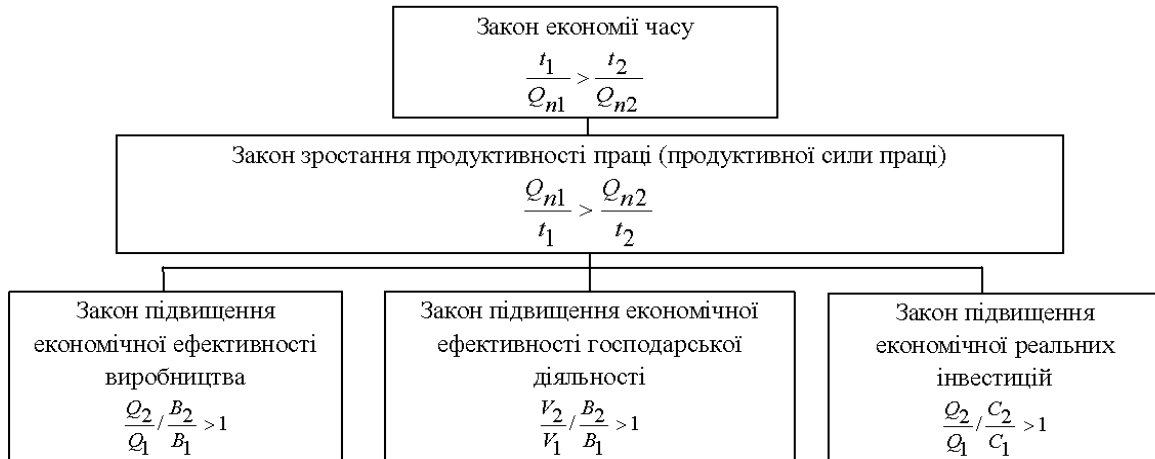 Закон економії часу
t1/Qn1 > t2/Qn2
Закон зростання продуктивності праці (продуктивної сили праці)
Qn1/t1 > Qn2/t2
Закон підвищення
економічної ефективності
виробництва
Q2/Q1 / B2/B1 > 1
Закон підвищення економічної
ефективності господарської
діяльності
V2/V1 / B2/B1 > 1
Закон підвищення
економічної реальних
інвестицій
Q2/Q1 / C2/C1 > 1